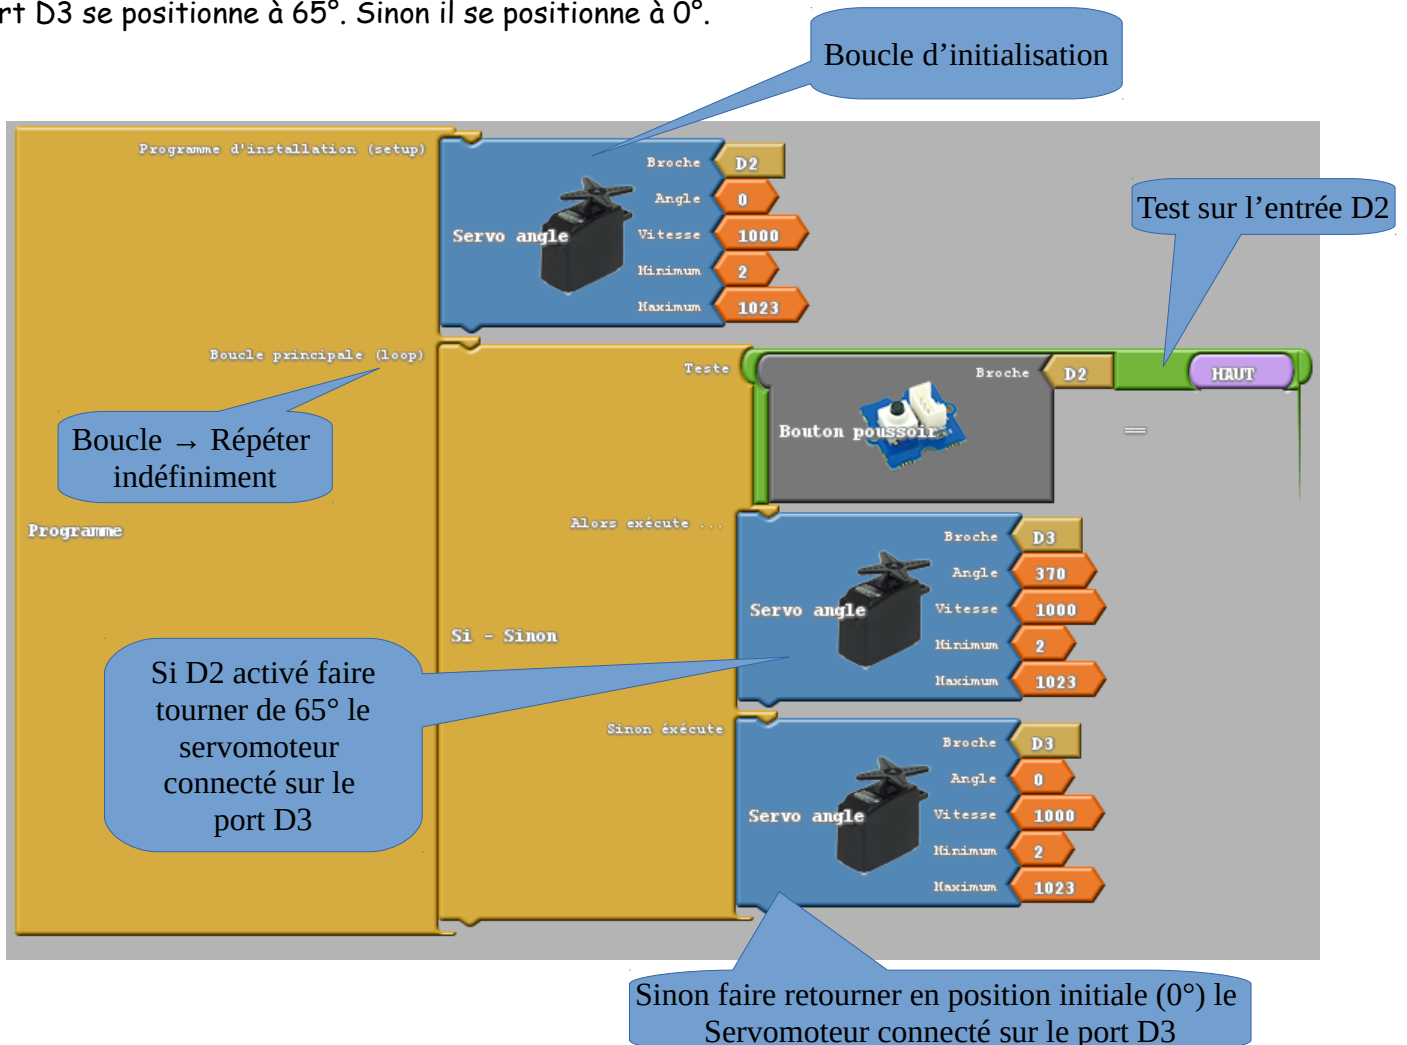 rt D3 se positionne à 65°. Sinon il se positionne à 0°.
Boucle d’initialisation
Programme d'installation (setup)
Broche D2
Angle 0
Servo angle
Vitesse 1000
Minimum 2
Maximum 1023
Test sur l’entrée D2
Boucle principale (loop)
Teste
Broche D2
HAUT
Bouton poussoir
==
Boucle → Répéter
indéfiniment
Programme
Alors exécute ...
Broche D3
Angle 370
Servo angle
Vitesse 1000
Minimum 2
Maximum 1023
Si - Sinon
Si D2 activé faire
tourner de 65° le
servomoteur
connecté sur le
port D3
Sinon éxécute
Broche D3
Angle 0
Servo angle
Vitesse 1000
Minimum 2
Maximum 1023
Sinon faire retourner en position initiale (0°) le
Servomoteur connecté sur le port D3